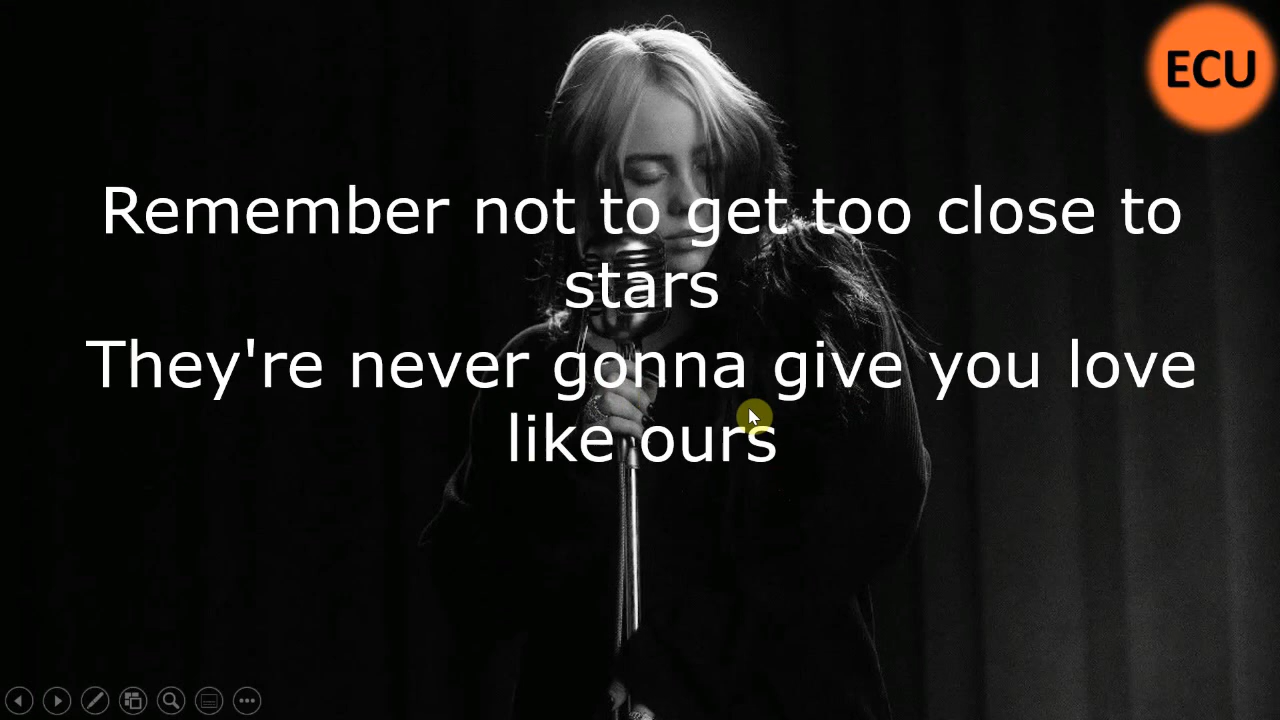 ECU
Remember not to get too close to
stars
They're never gonna give you love
like ours